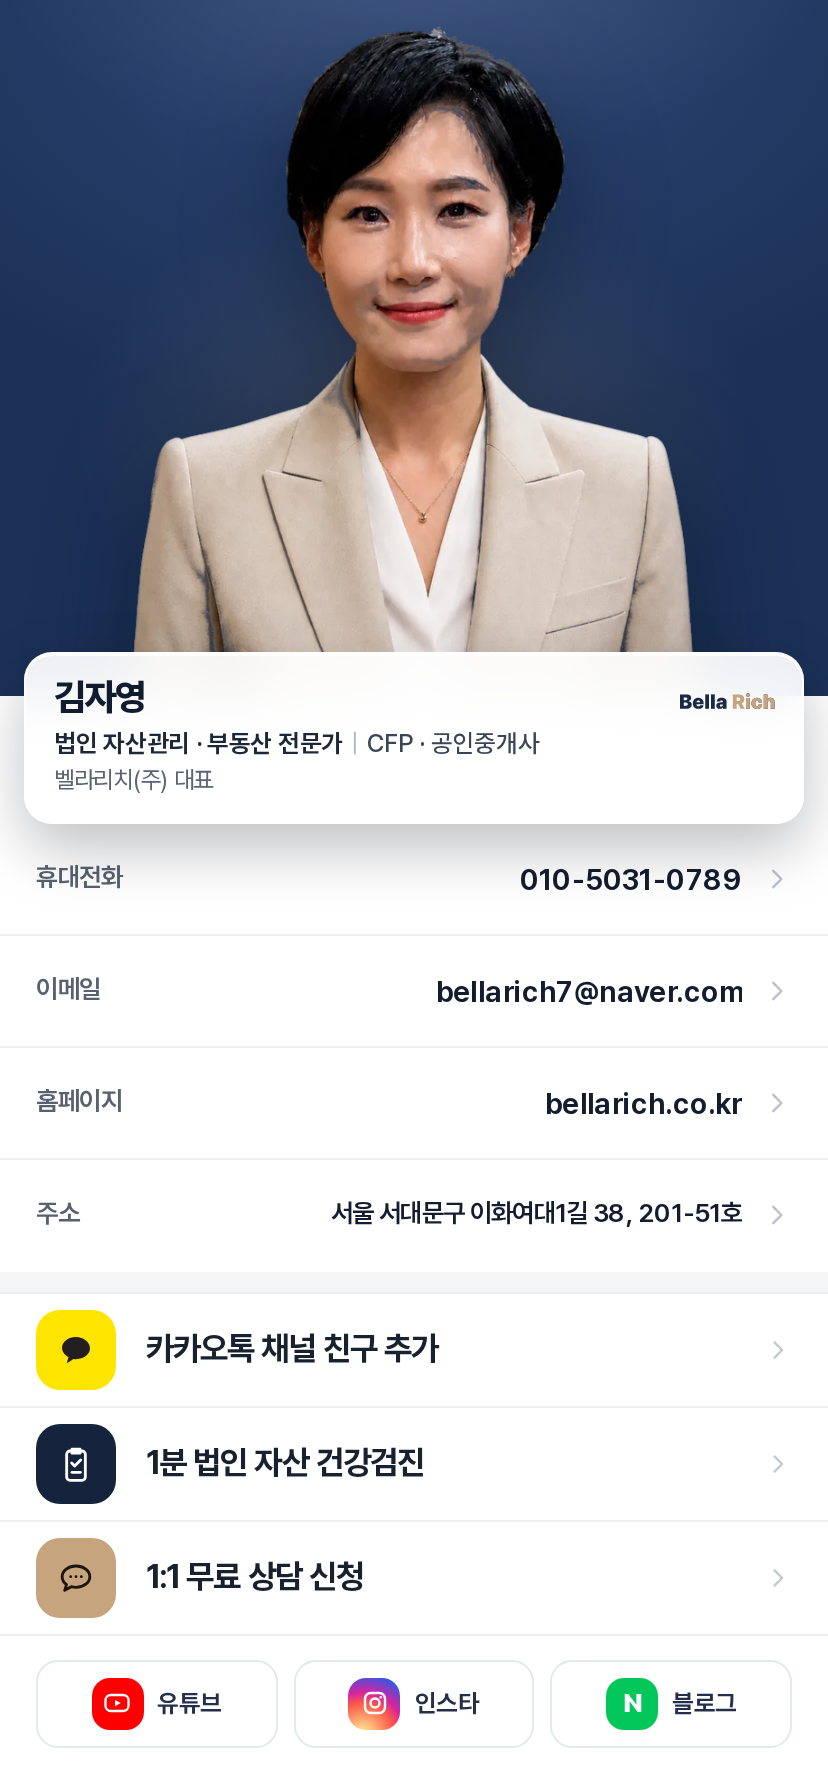 김자영
Bella Rich
법인 자산관리 · 부동산 전문가 | CFP · 공인중개사
벨라리치(주) 대표
휴대전화 010-5031-0789
이메일 bellarich7@naver.com
홈페이지 bellarich.co.kr
주소 서울 서대문구 이화여대1길 38, 201-51호
카카오톡 채널 친구 추가
1분 법인 자산 건강검진
1:1 무료 상담 신청
유튜브 인스타 N 블로그